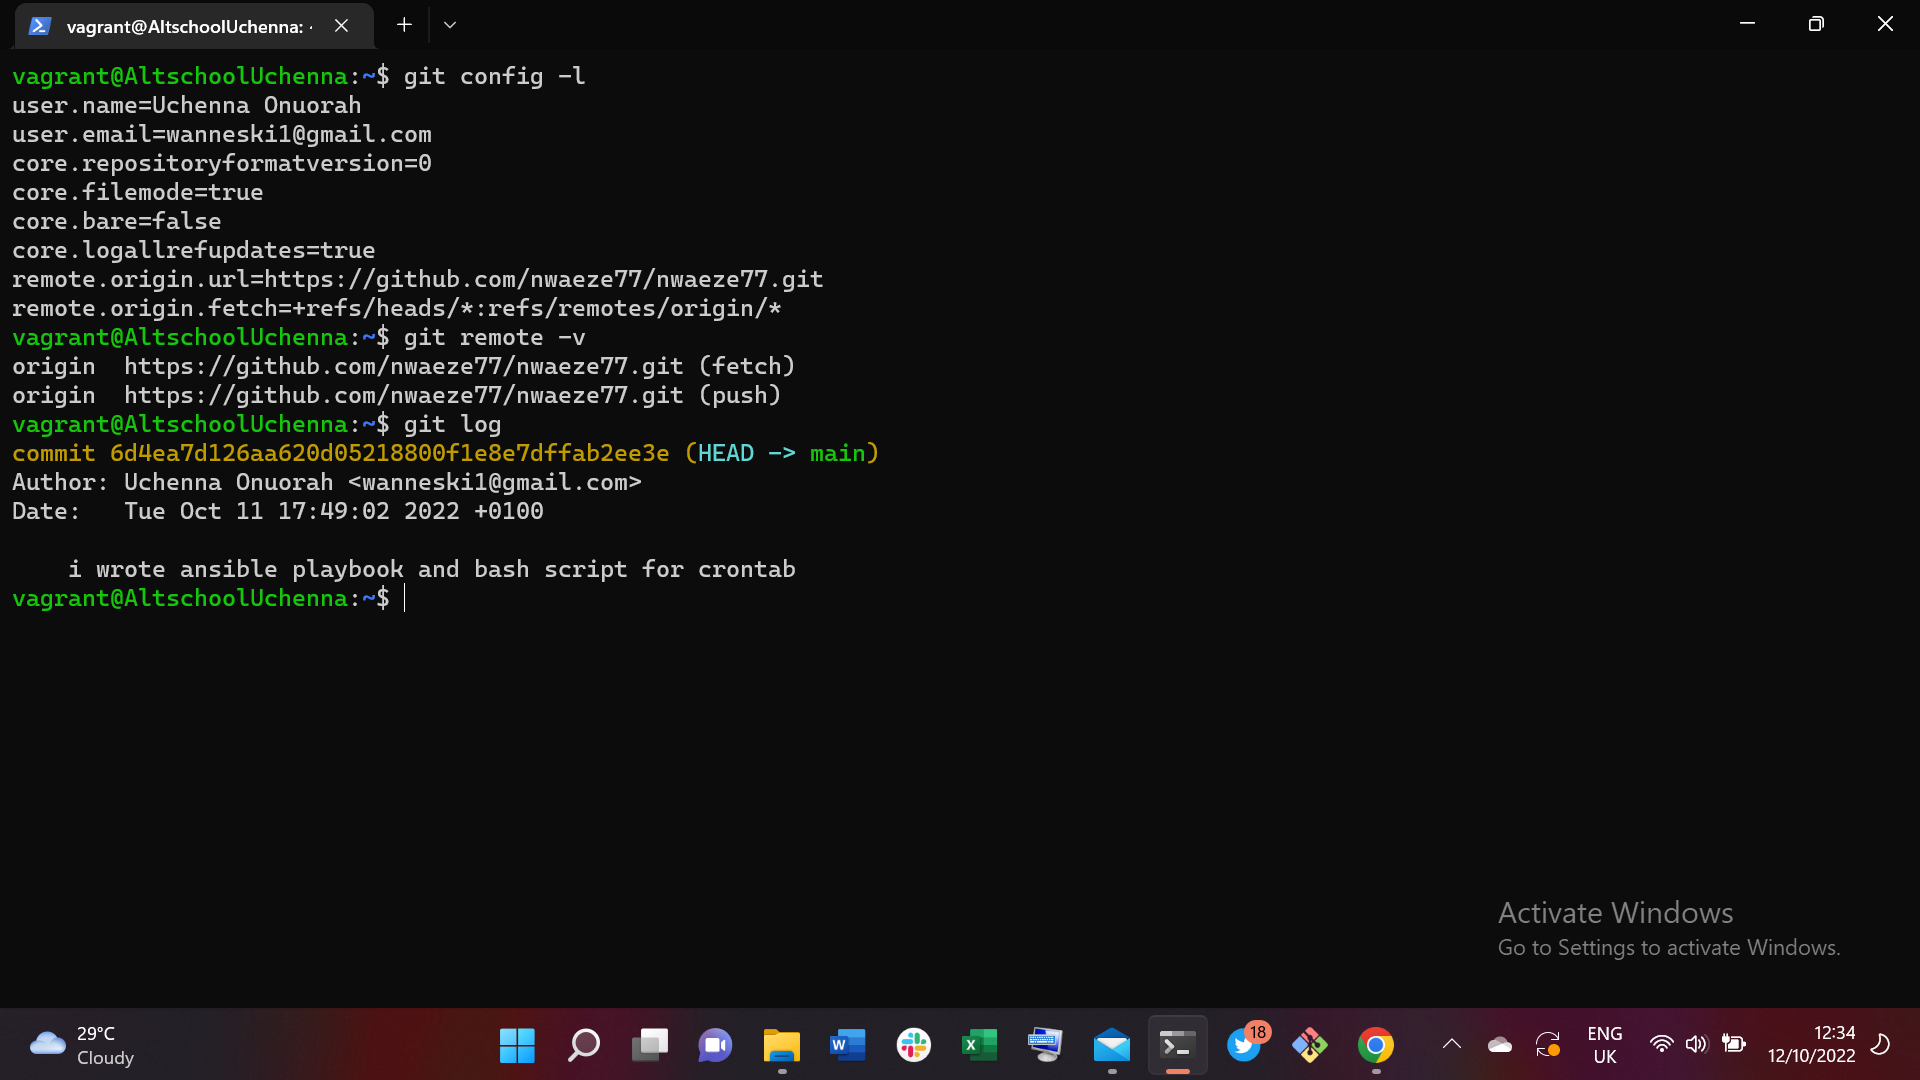 vagrant@AltschoolUchenna: ·
vagrant@AltschoolUchenna:~$ git config -l
user.name=Uchenna Onuorah
user.email=wanneski1@gmail.com
core.repositoryformatversion=0
core.filemode=true
core.bare=false
core.logallrefupdates=true
remote.origin.url=https://github.com/nwaeze77/nwaeze77.git
remote.origin.fetch=+refs/heads/*:refs/remotes/origin/*
vagrant@AltschoolUchenna:~$ git remote -v
origin  https://github.com/nwaeze77/nwaeze77.git (fetch)
origin  https://github.com/nwaeze77/nwaeze77.git (push)
vagrant@AltschoolUchenna:~$ git log
commit 6d4ea7d126aa620d05218800f1e8e7dffab2ee3e (HEAD -> main)
Author: Uchenna Onuorah <wanneski1@gmail.com>
Date:   Tue Oct 11 17:49:02 2022 +0100
    i wrote ansible playbook and bash script for crontab
vagrant@AltschoolUchenna:~$
Activate Windows
Go to Settings to activate Windows.
29°C
Cloudy
W
X
18
ENG
UK
12:34
12/10/2022